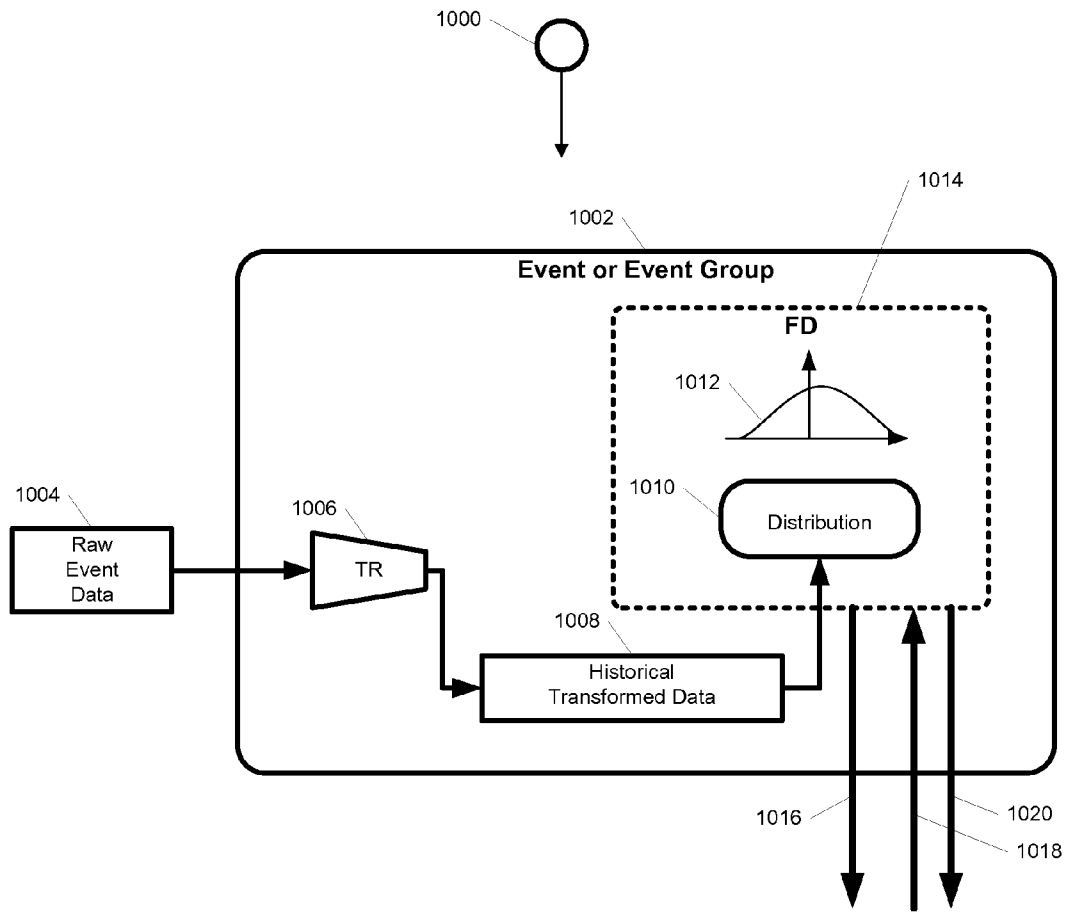 1000
1014
1002
Event or Event Group
FD
1012
1004
1010
1006
Distribution
Raw
Event
Data
TR
1008
Historical
Transformed Data
1016
1020
1018